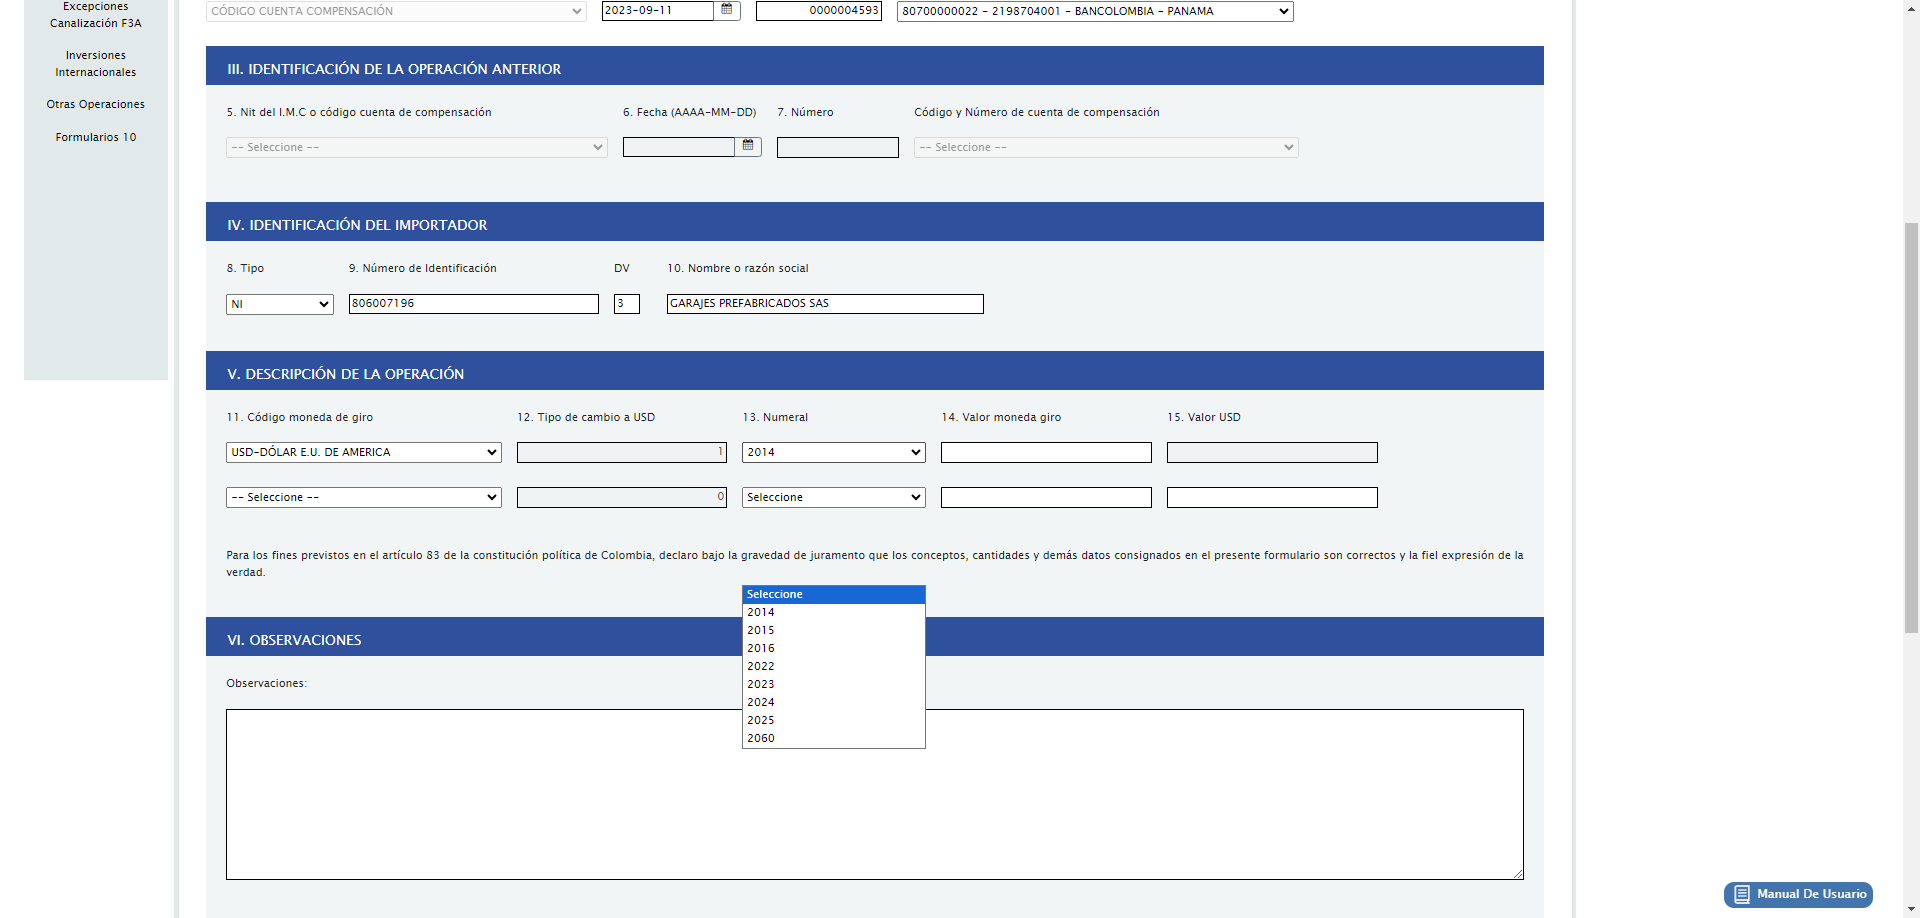 Excepciones
Canalización F3A
Inversiones
Internacionales
Otras Operaciones
Formularios 10
CÓDIGO CUENTA COMPENSACIÓN
2023-09-11
0000004593
80700000022 - 2198704001 - BANCOLOMBIA - PANAMA
III. IDENTIFICACIÓN DE LA OPERACIÓN ANTERIOR
5. Nit del I.M.C o código cuenta de compensación
6. Fecha (AAAA-MM-DD)
7. Número
Código y Número de cuenta de compensación
-- Seleccione --
-- Seleccione --
IV. IDENTIFICACIÓN DEL IMPORTADOR
8. Tipo
9. Número de Identificación
DV
10. Nombre o razón social
NI
806007196
3
GARAJES PREFABRICADOS SAS
V. DESCRIPCIÓN DE LA OPERACIÓN
11. Código moneda de giro
12. Tipo de cambio a USD
13. Numeral
14. Valor moneda giro
15. Valor USD
USD-DÓLAR E.U. DE AMERICA
1
2014
-- Seleccione --
0
Seleccione
Para los fines previstos en el artículo 83 de la constitución política de Colombia, declaro bajo la gravedad de juramento que los conceptos, cantidades y demás datos consignados en el presente formulario son correctos y la fiel expresión de la
verdad.
Seleccione
2014
2015
2016
2022
2023
2024
2025
2060
VI. OBSERVACIONES
Observaciones:
Manual De Usuario